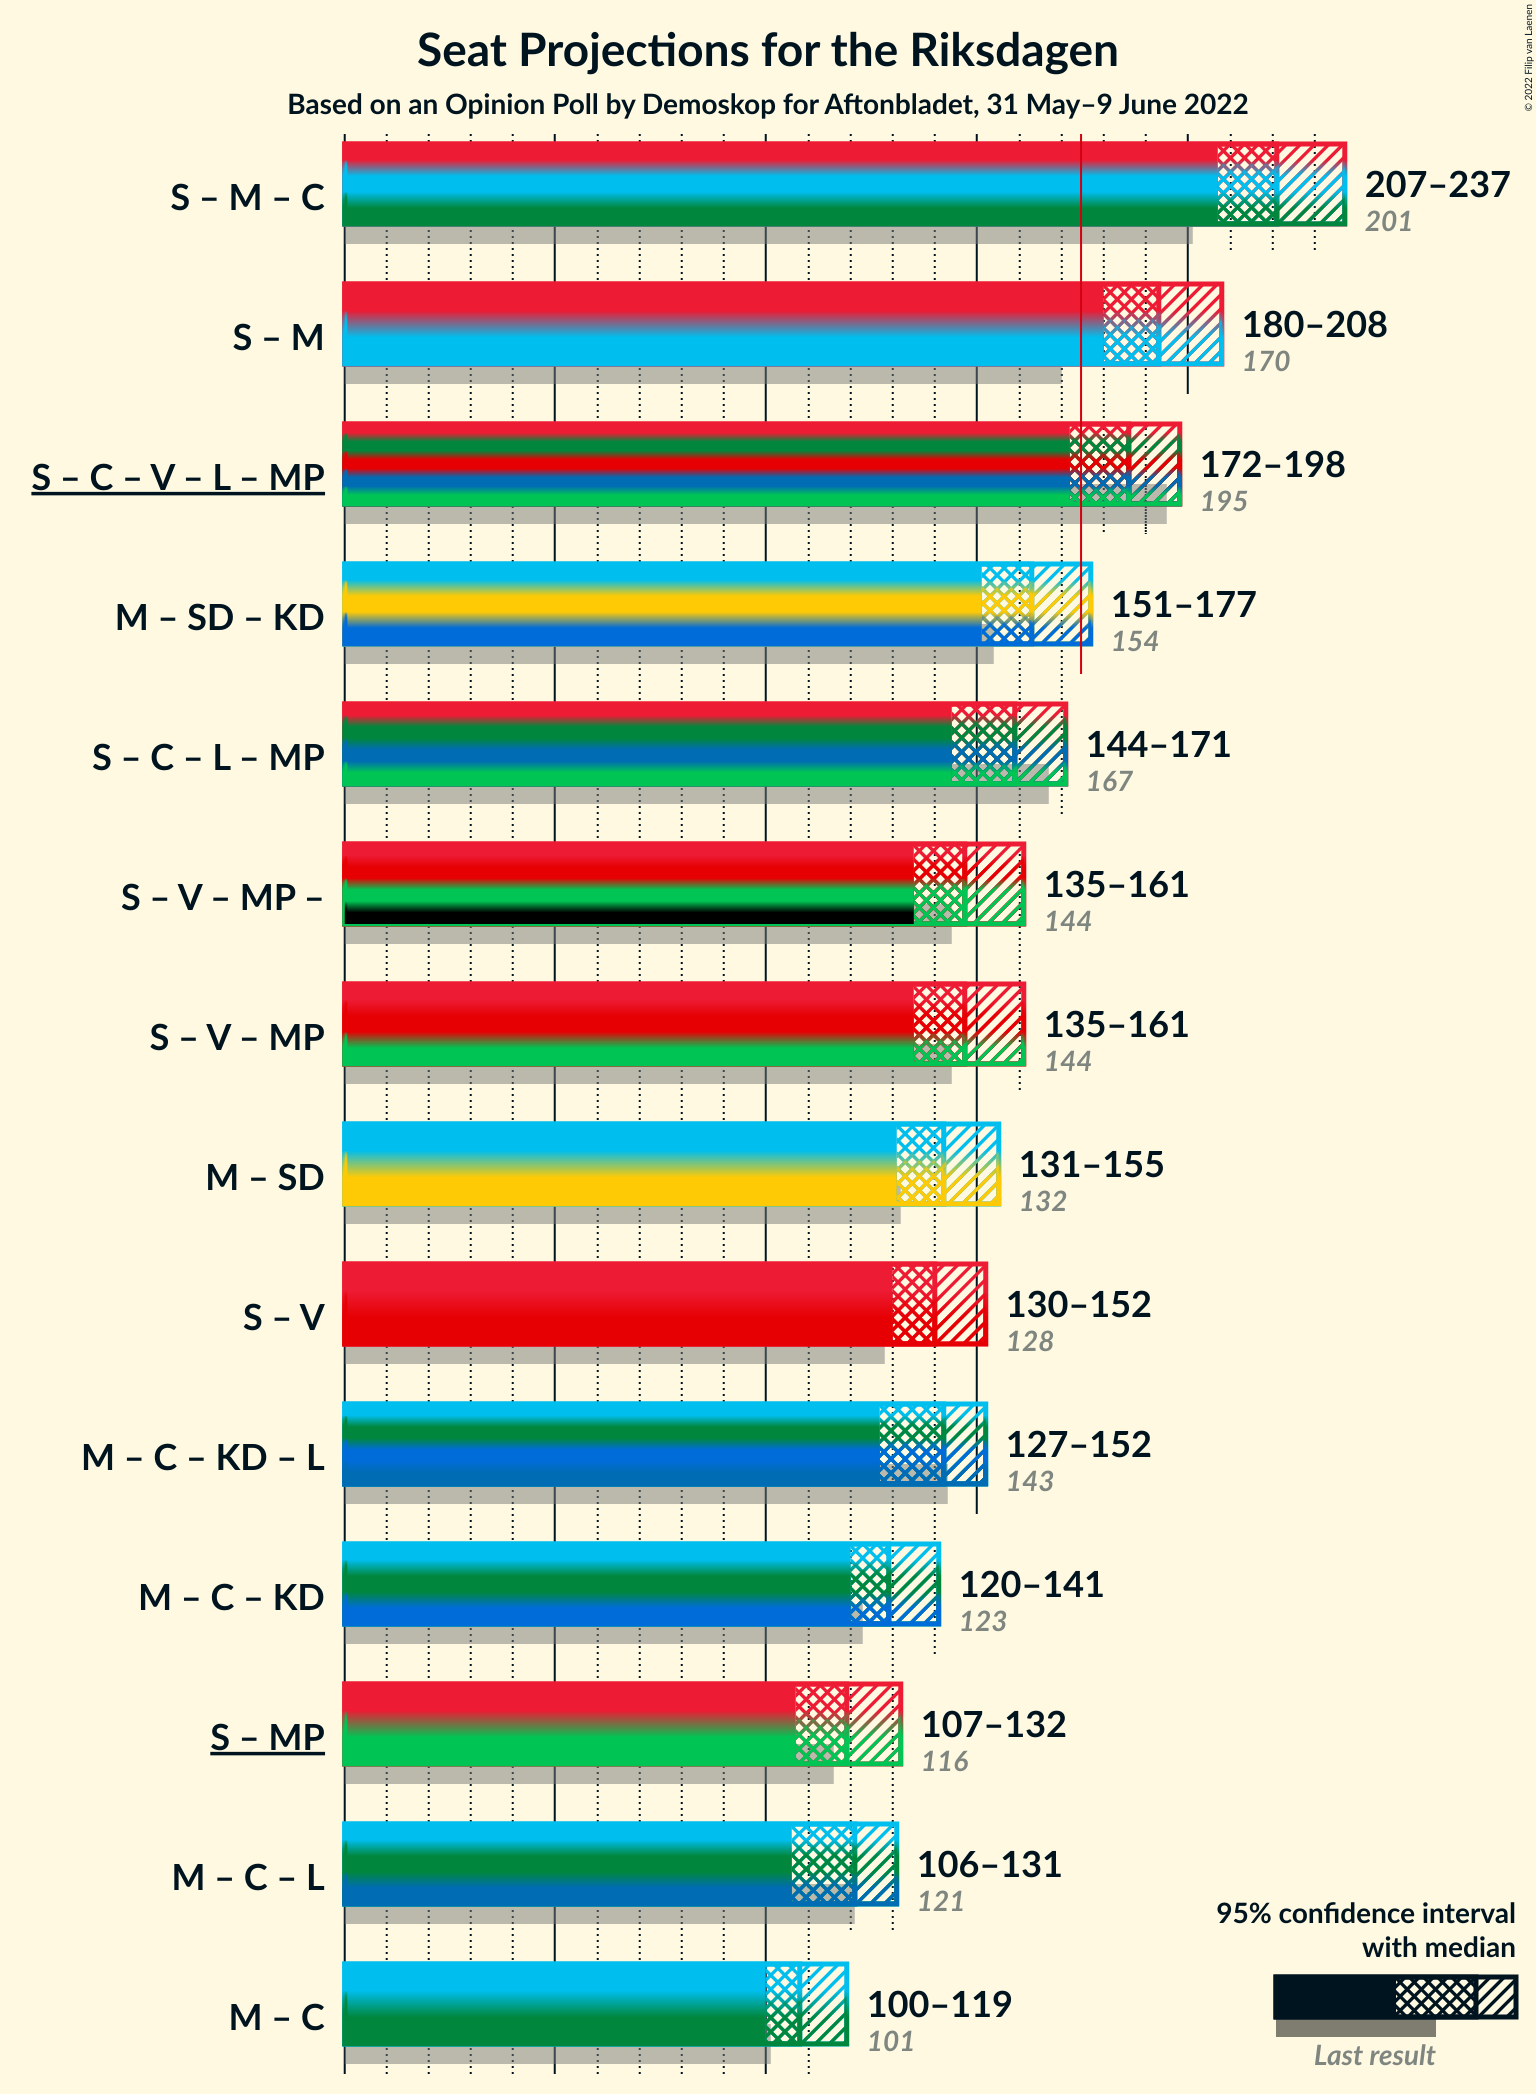 Seat Projections for the Riksdagen
Based on an Opinion Poll by Demoskop for Aftonbladet, 31 May–9 June 2022
© 2022 Filip van Laenen
S – M – C
207–237
201
S – M
180–208
170
S – C – V – L – MP
172–198
195
M – SD – KD
151–177
154
S – C – L – MP
144–171
167
S – V – MP –
135–161
144
S – V – MP
135–161
144
M – SD
131–155
132
S – V
130–152
128
M – C – KD – L
127–152
143
M – C – KD
120–141
123
S – MP
107–132
116
M – C – L
106–131
121
M – C
100–119
101
95% confidence interval
with median
Last result